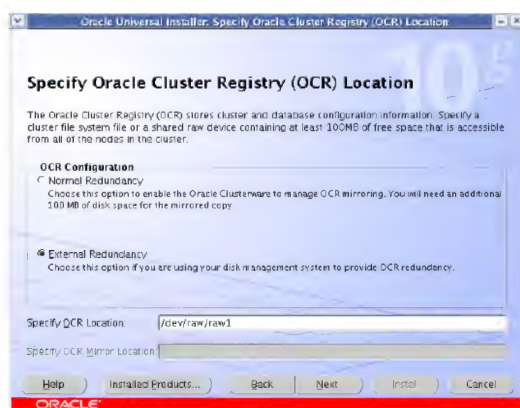 Oracle Universal Installer: Specify Oracle Cluster Registry (OCR) Location
10g
Specify Oracle Cluster Registry (OCR) Location
The Oracle Cluster Registry (OCR) stores cluster and database configuration information. Specify a
cluster file system file or a shared raw device containing at least 100MB of free space that is accessible
from all of the nodes in the cluster.
OCR Configuration
Normal Redundancy
Choose this option to enable the Oracle Clusterware to manage OCR mirroring. You will need an additional
100 MB of disk space for the mirrored copy.
External Redundancy
Choose this option if you are using your disk management system to provide OCR redundancy.
Specify OCR Location: /dev/raw/raw1
Specify OCR Mirror Location:
Help Installed Products... Back Next Install Cancel
ORACLE